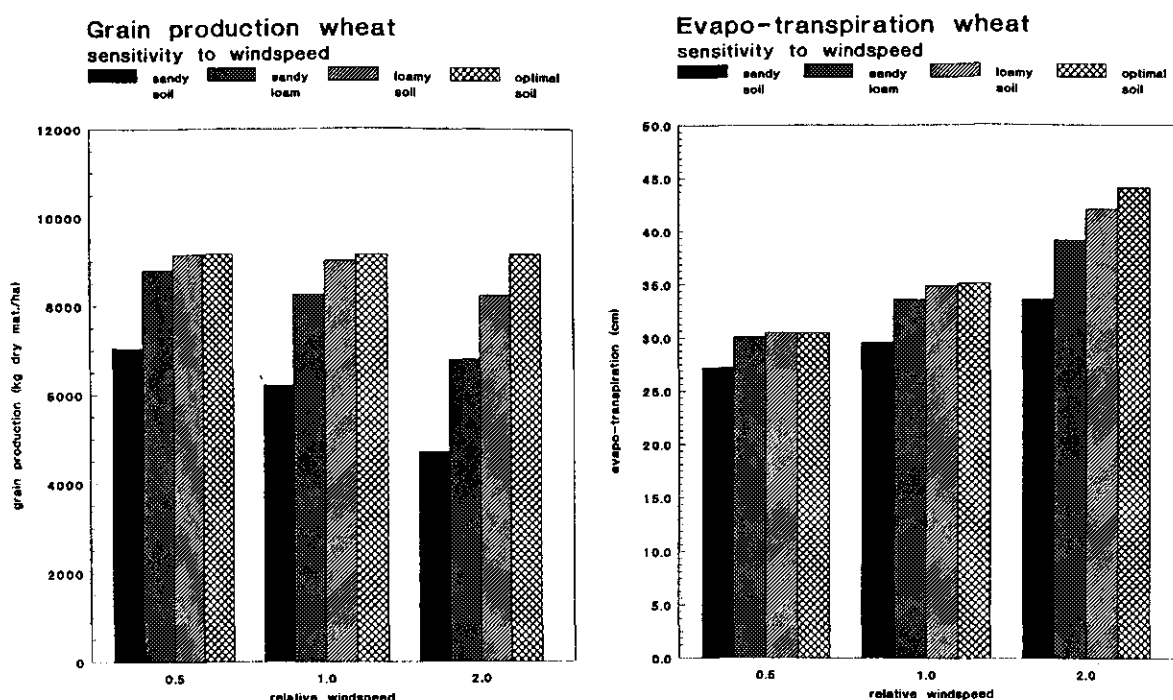 Grain production wheat
sensitivity to windspeed
sandy soil
sandy loam
loamy soil
optimal soil
12000
10000
8000
6000
4000
2000
0
grain production (kg dry mat./ha)
0.5 1.0 2.0
relative windspeed
Evapo-transpiration wheat
sensitivity to windspeed
sandy soil
sandy loam
loamy soil
optimal soil
50.0
45.0
40.0
35.0
30.0
25.0
20.0
15.0
10.0
5.0
0.0
evapo-transpiration (cm)
0.5 1.0 2.0
relative windspeed